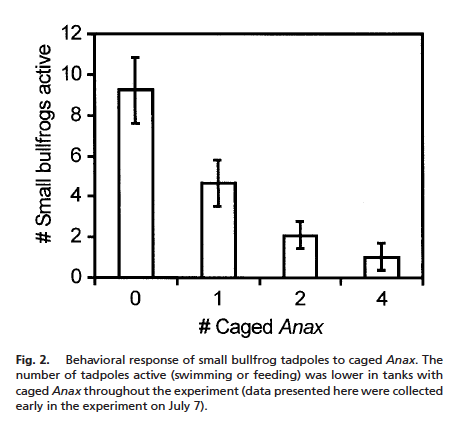 12
10
8
6
4
2
0
# Small bullfrogs active
0 1 2 4
# Caged Anax
Fig. 2. Behavioral response of small bullfrog tadpoles to caged Anax. The
number of tadpoles active (swimming or feeding) was lower in tanks with
caged Anax throughout the experiment (data presented here were collected
early in the experiment on July 7).